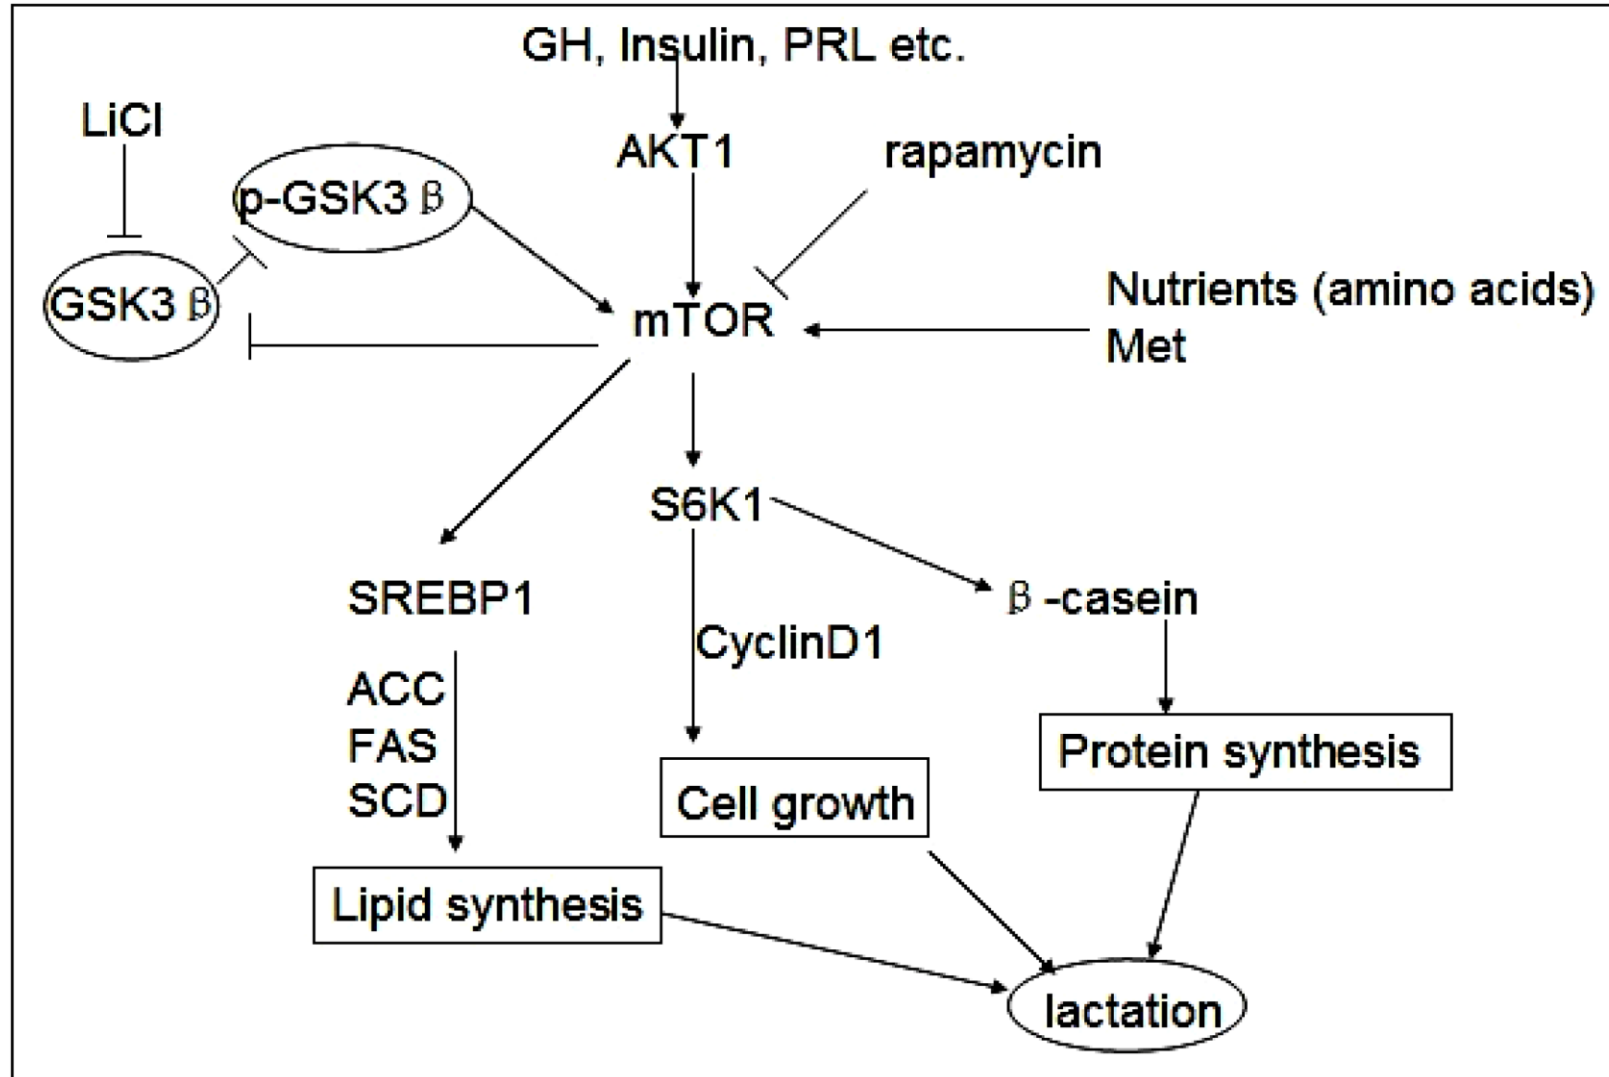 GH, Insulin, PRL etc.
LiCl
AKT1
rapamycin
p-GSK3 β
GSK3 β
mTOR
Nutrients (amino acids)
Met
S6K1
SREBP1
β -casein
CyclinD1
ACC
FAS
SCD
Protein synthesis
Cell growth
Lipid synthesis
lactation